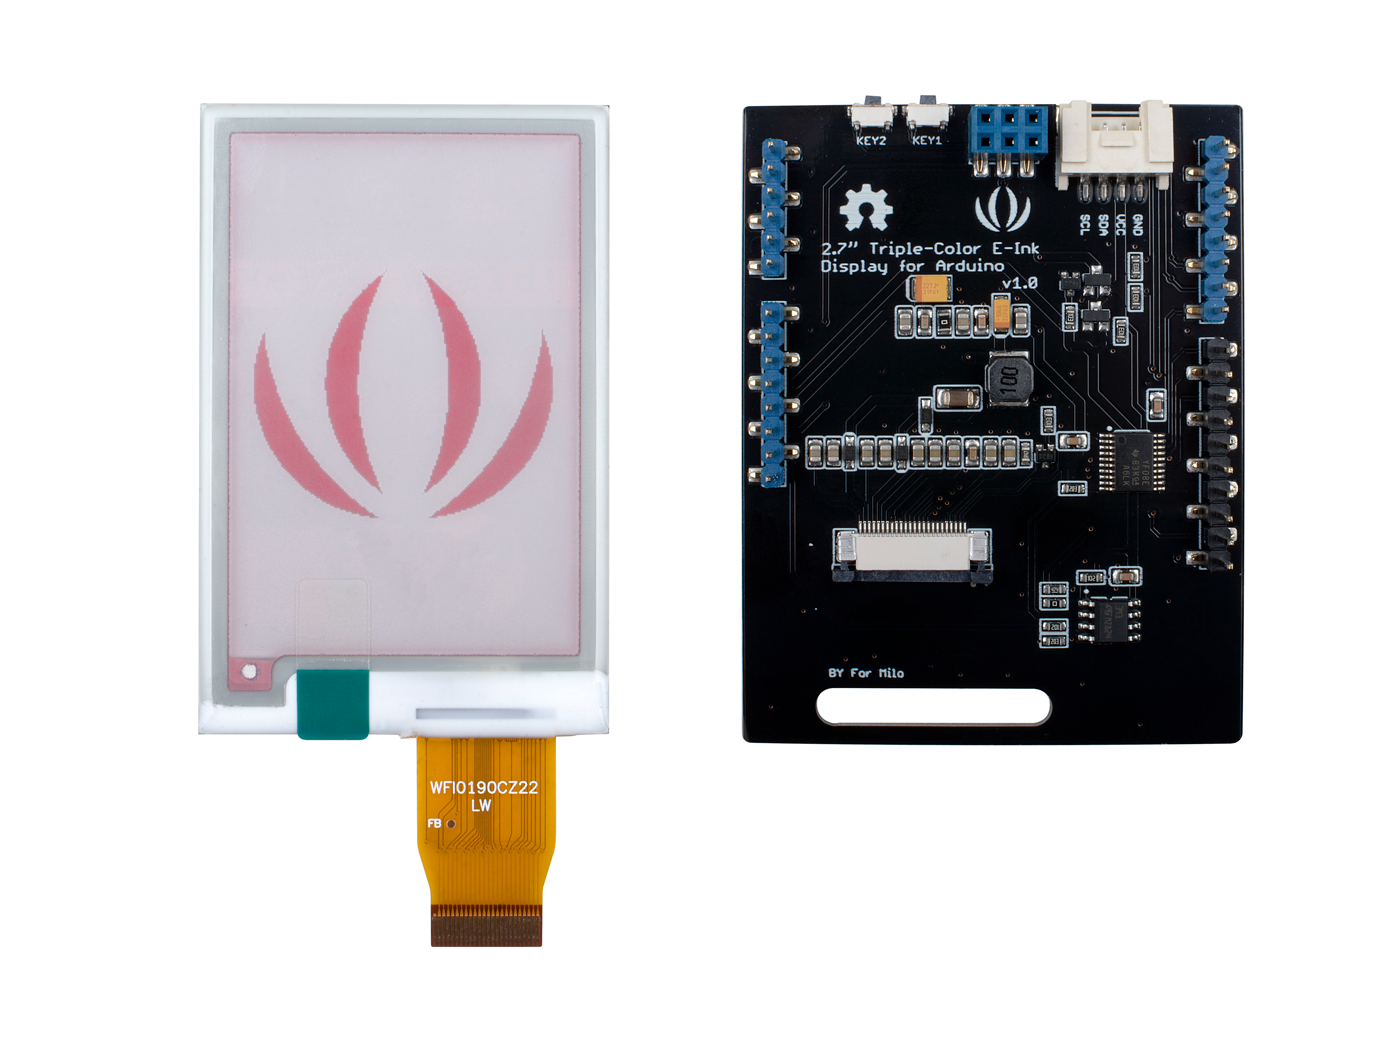 KEY2
KEY1
SCL
SDA
VCC
GND
2.7” Triple-Color E-Ink
Display for Arduino
v1.0
100
BY For Milo
WFI0190CZ22
LW
FB